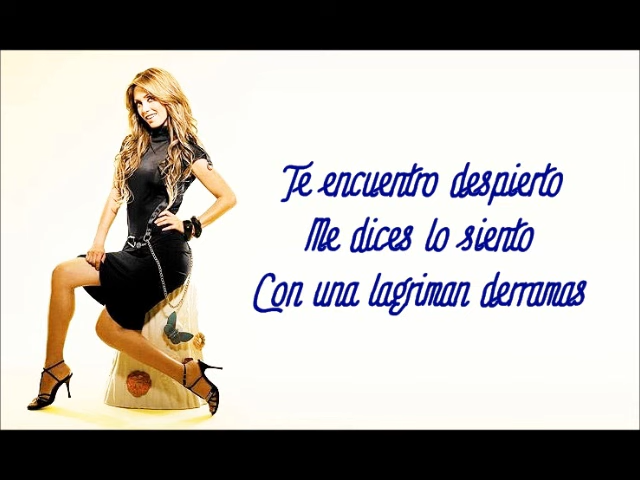 Te encuentro despierto
Me dices lo siento
Con una lagriman derramas